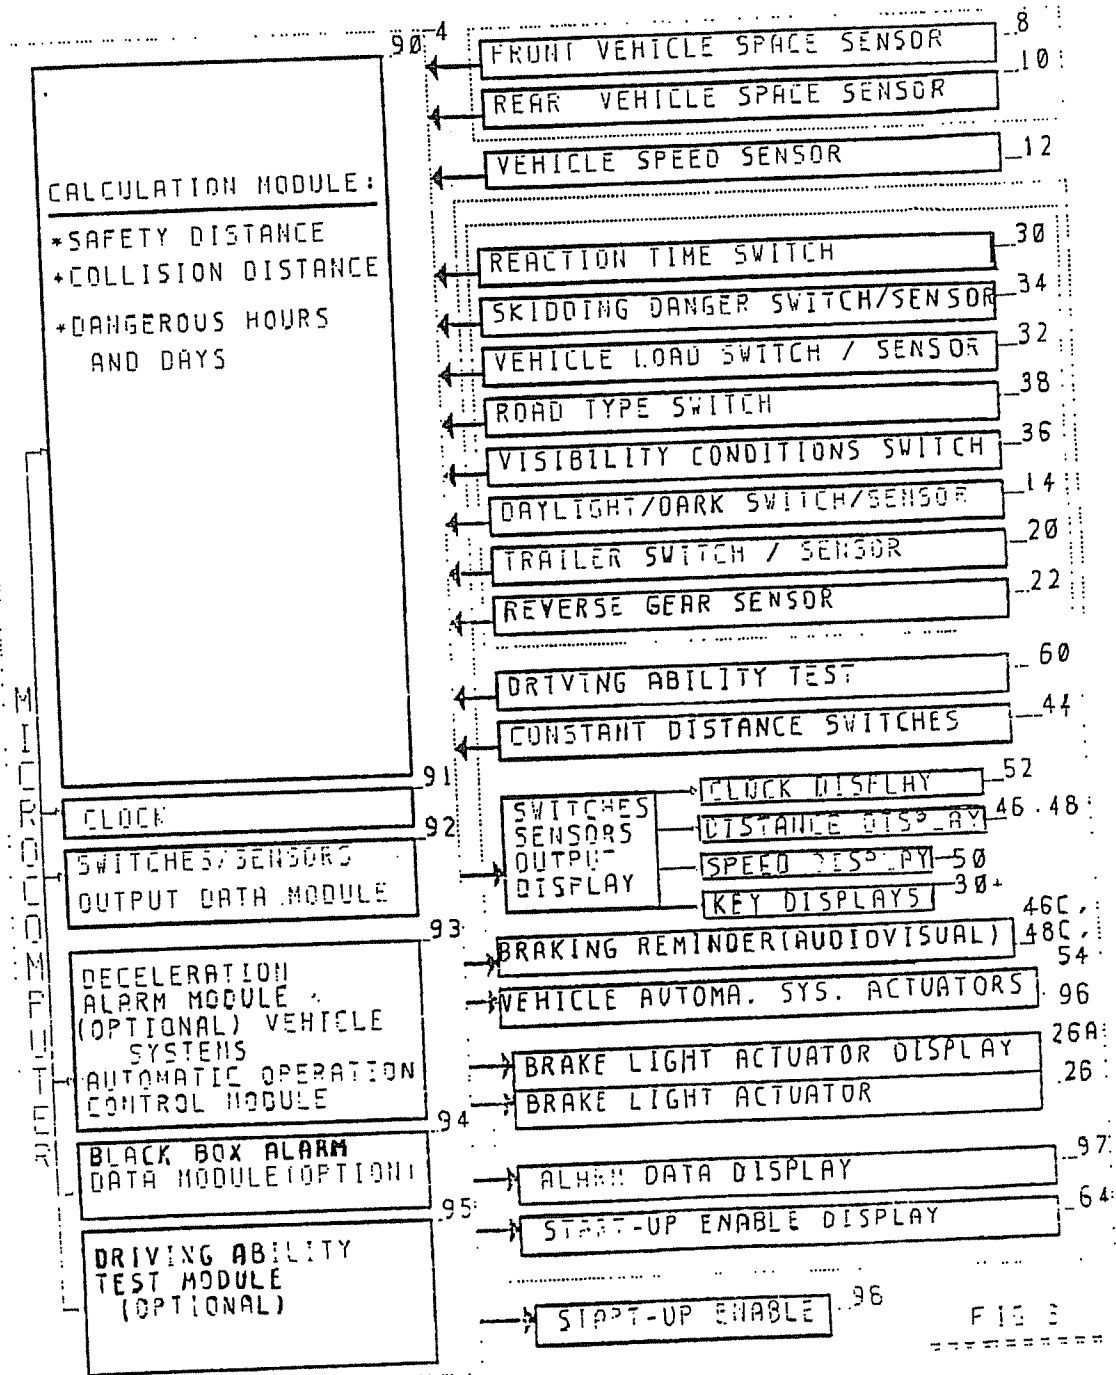 90 4
CALCULATION MODULE:
*SAFETY DISTANCE
*COLLISION DISTANCE
*DANGEROUS HOURS
AND DAYS
MICROCOMPUTER
91
CLOCK
92
SWITCHES/SENSORS
OUTPUT DATA MODULE
93
DECELERATION
ALARM MODULE
(OPTIONAL) VEHICLE
SYSTEMS
AUTOMATIC OPERATION
CONTROL MODULE
94
BLACK BOX ALARM
DATA MODULE(OPTION)
95
DRIVING ABILITY
TEST MODULE
(OPTIONAL)
FRONT VEHICLE SPACE SENSOR 8
REAR VEHICLE SPACE SENSOR 10
VEHICLE SPEED SENSOR 12
REACTION TIME SWITCH 30
SKIDDING DANGER SWITCH/SENSOR 34
VEHICLE LOAD SWITCH / SENSOR 32
ROAD TYPE SWITCH 38
VISIBILITY CONDITIONS SWITCH 36
DAYLIGHT/DARK SWITCH/SENSOR 14
TRAILER SWITCH / SENSOR 20
REVERSE GEAR SENSOR 22
DRIVING ABILITY TEST 60
CONSTANT DISTANCE SWITCHES 44
SWITCHES
SENSORS
OUTPUT
DISPLAY
CLOCK DISPLAY 52
DISTANCE DISPLAY 46.48
SPEED DISPLAY 50
KEY DISPLAYS 30+
BRAKING REMINDER(AUDIOVISUAL) 46C, 48C, 54
VEHICLE AUTOMA. SYS. ACTUATORS 96
BRAKE LIGHT ACTUATOR DISPLAY 26A
BRAKE LIGHT ACTUATOR 26
ALARM DATA DISPLAY 97
START-UP ENABLE DISPLAY 64
START-UP ENABLE
FIG 3